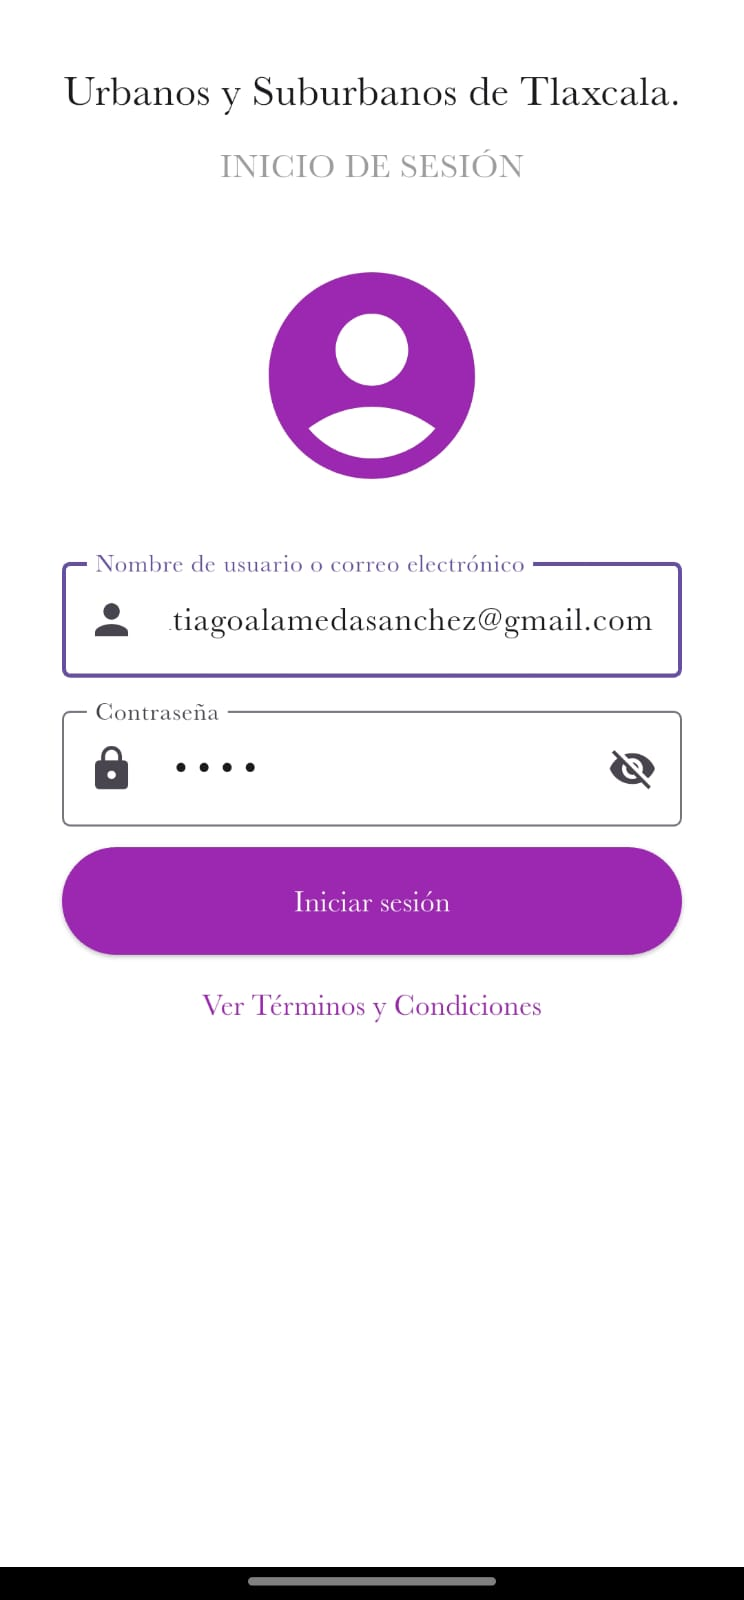 Urbanos y Suburbanos de Tlaxcala.
INICIO DE SESIÓN
Nombre de usuario o correo electrónico
tiagoalamedasanchez@gmail.com
Contraseña
••••
Iniciar sesión
Ver Términos y Condiciones